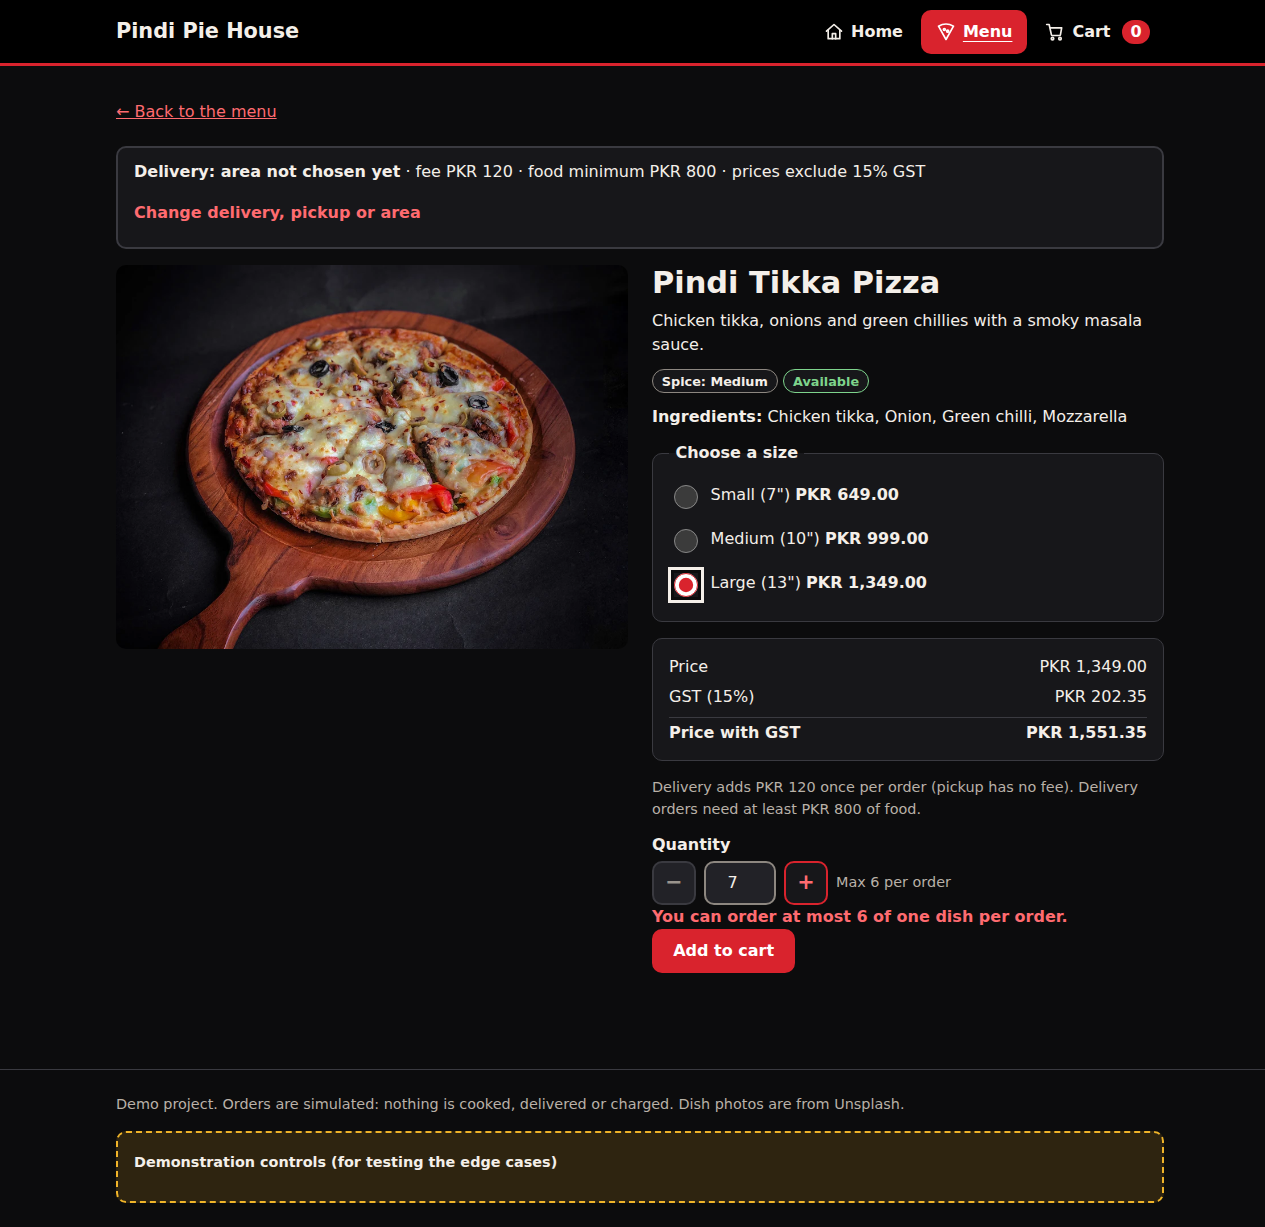 Pindi Pie House
Home
Menu
Cart 0
← Back to the menu
Delivery: area not chosen yet · fee PKR 120 · food minimum PKR 800 · prices exclude 15% GST
Change delivery, pickup or area
Pindi Tikka Pizza
Chicken tikka, onions and green chillies with a smoky masala
sauce.
Spice: Medium Available
Ingredients: Chicken tikka, Onion, Green chilli, Mozzarella
Choose a size
Small (7") PKR 649.00
Medium (10") PKR 999.00
Large (13") PKR 1,349.00
Price PKR 1,349.00
GST (15%) PKR 202.35
Price with GST PKR 1,551.35
Delivery adds PKR 120 once per order (pickup has no fee). Delivery
orders need at least PKR 800 of food.
Quantity
− 7 + Max 6 per order
You can order at most 6 of one dish per order.
Add to cart
Demo project. Orders are simulated: nothing is cooked, delivered or charged. Dish photos are from Unsplash.
Demonstration controls (for testing the edge cases)